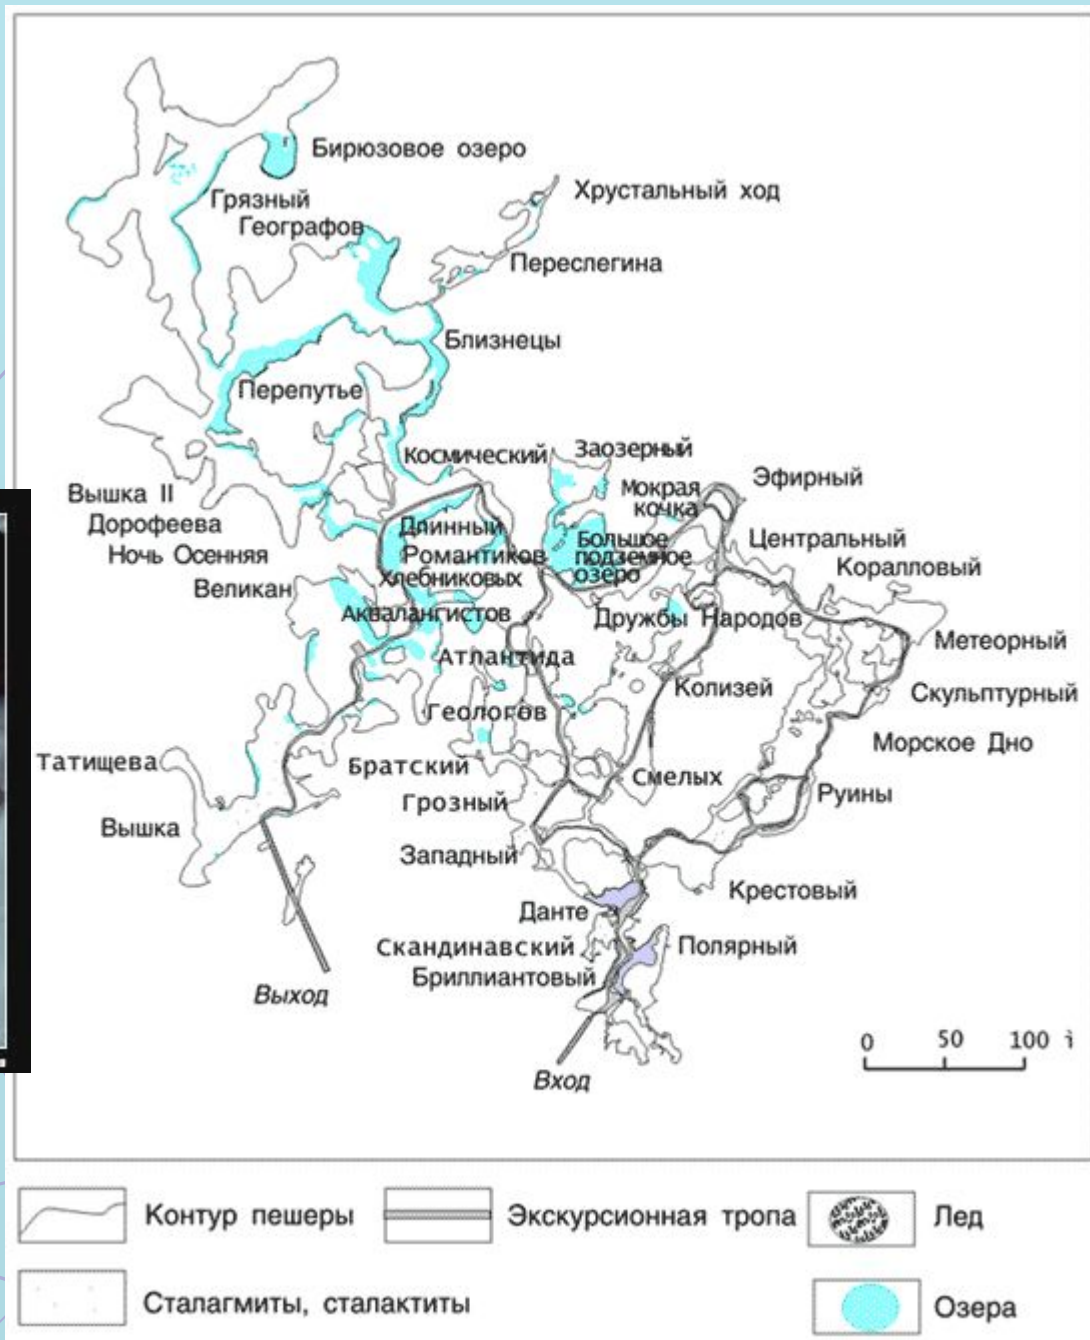 Бирюзовое озеро
Хрустальный ход
Грязный
Географов
Переслегина
Близнецы
Перепутье
Космический
Заозерный
Эфирный
Мокрая
кочка
Вышка II
Дорофеева
Ночь Осенняя
Длинный
Большое
подземное
озеро
Центральный
Романтиков
Коралловый
Хлебниковых
Великан
Аквалангистов
Дружбы Народов
Метеорный
Атлантида
Колизей
Скульптурный
Геологов
Морское Дно
Татищева
Братский
Смелых
Руины
Грозный
Вышка
Западный
Крестовый
Данте
Скандинавский
Полярный
Бриллиантовый
Выход
Вход
0 50 100 ì
Контур пешеры
Экскурсионная тропа
Лед
Сталагмиты, сталактиты
Озера